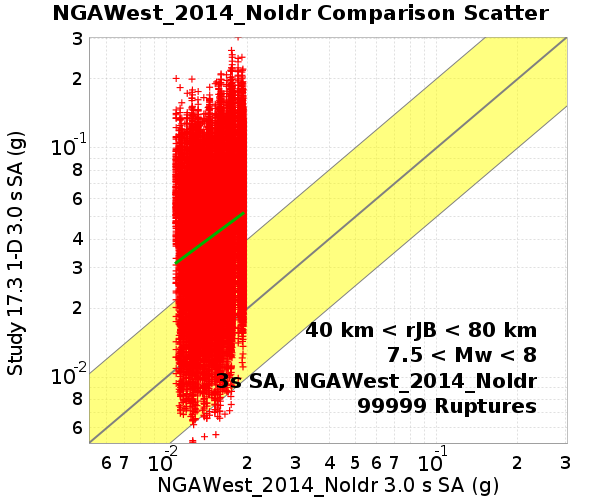 NGAWest_2014_NoIdr Comparison Scatter
3
2
10-1
8
6
4
3
2
10-2
8
6
Study 17.3 1-D 3.0 s SA (g)
40 km < rJB < 80 km
7.5 < Mw < 8
3s SA, NGAWest_2014_NoIdr
99999 Ruptures
6 7 10-2 2 3 4 5 6 7 10-1 2 3
NGAWest_2014_NoIdr 3.0 s SA (g)